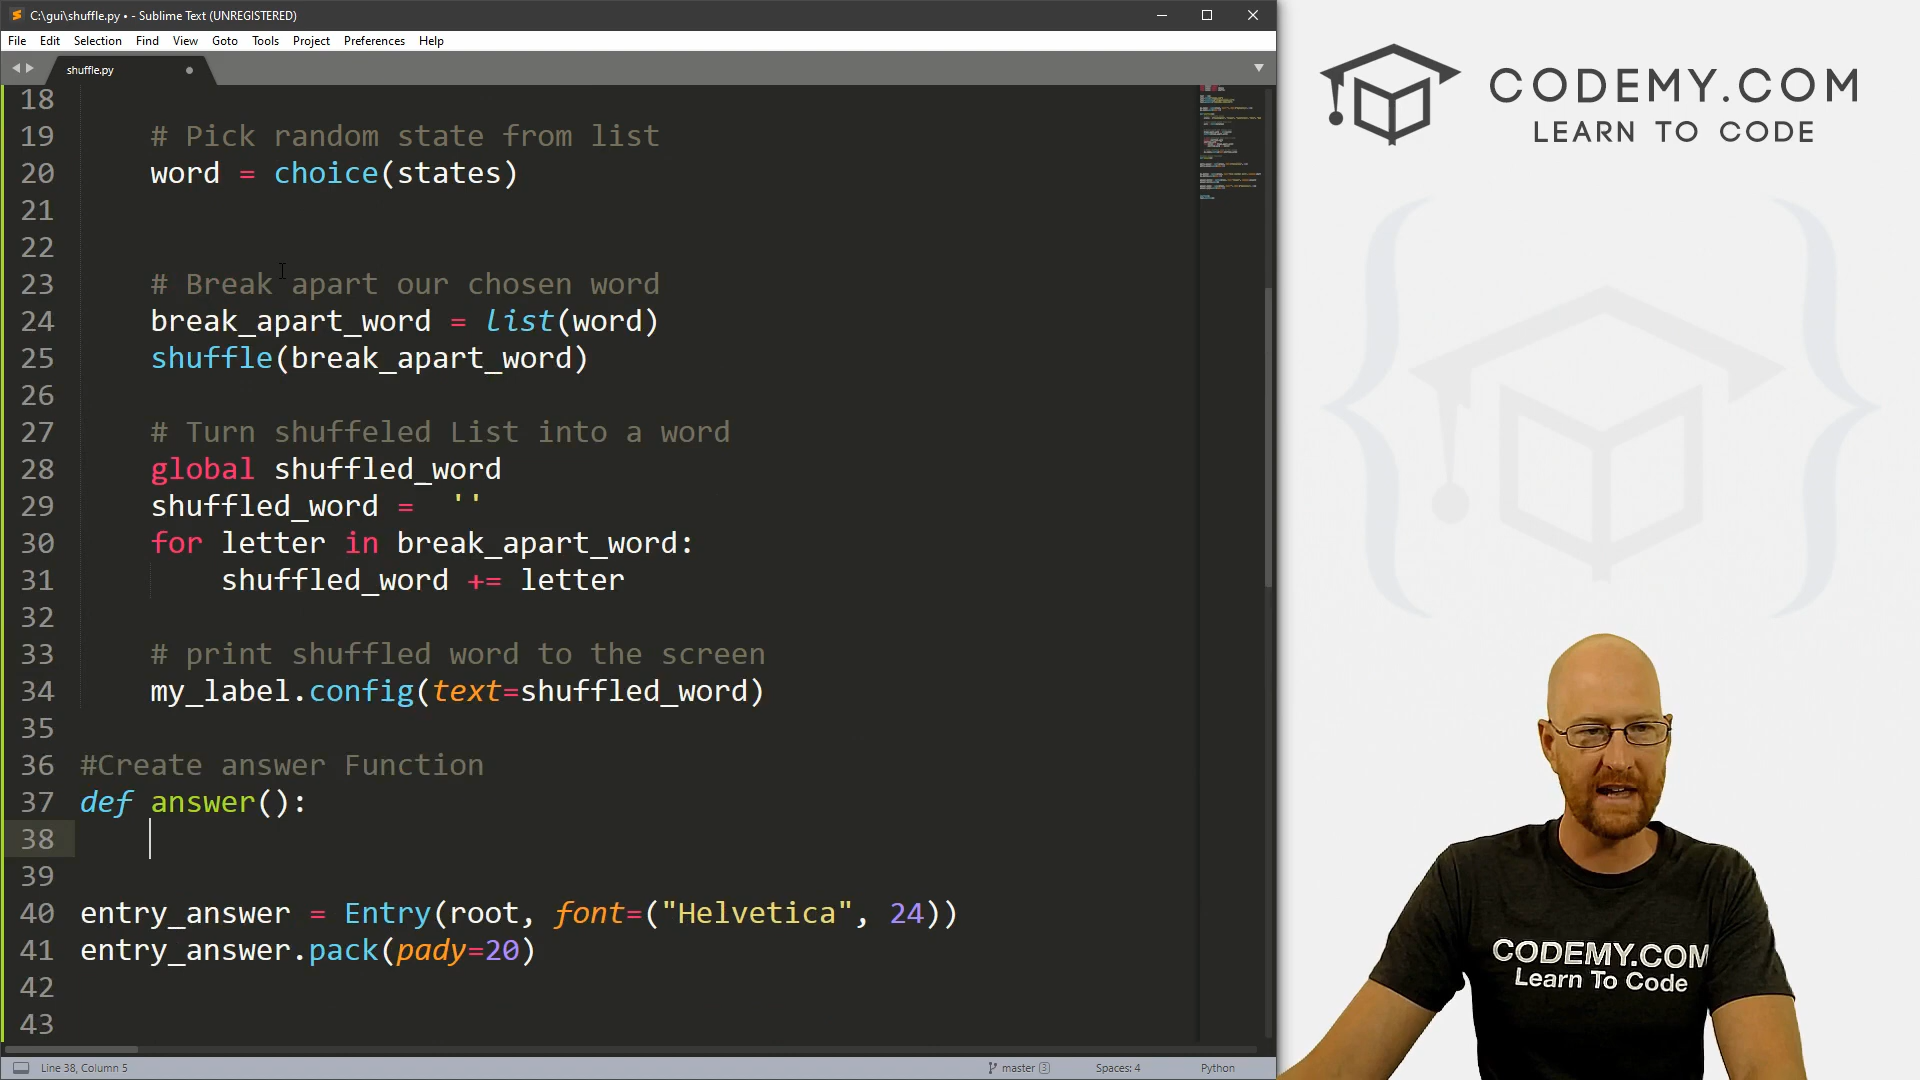 C:\gui\shuffle.py • - Sublime Text (UNREGISTERED)
File Edit Selection Find View Goto Tools Project Preferences Help
shuffle.py
18
19 # Pick random state from list
20 word = choice(states)
21
22
23 # Break apart our chosen word
24 break_apart_word = list(word)
25 shuffle(break_apart_word)
26
27 # Turn shuffeled List into a word
28 global shuffled_word
29 shuffled_word = ''
30 for letter in break_apart_word:
31 shuffled_word += letter
32
33 # print shuffled word to the screen
34 my_label.config(text=shuffled_word)
35
36 #Create answer Function
37 def answer():
38
39
40 entry_answer = Entry(root, font=("Helvetica", 24))
41 entry_answer.pack(pady=20)
42
43
Line 38, Column 5
master 3
Spaces: 4
Python
CODEMY.COM
LEARN TO CODE
CODEMY.COM
Learn To Code